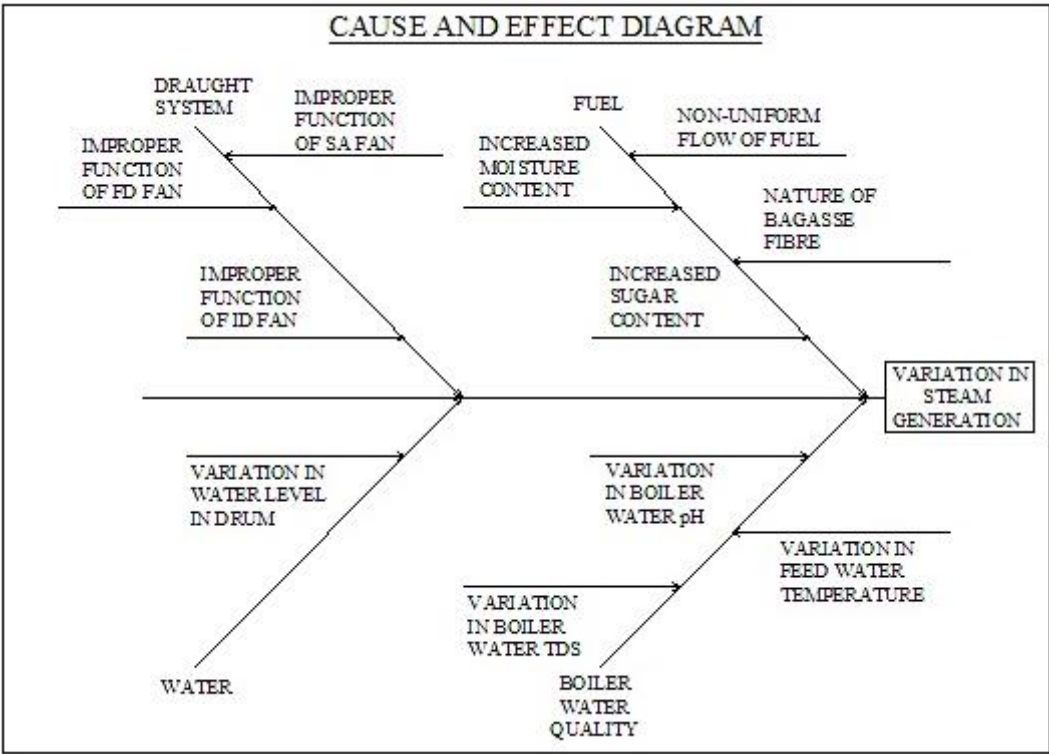 CAUSE AND EFFECT DIAGRAM
DRAUGHT
SYSTEM
IMPROPER
FUNCTION
OF SA FAN
IMPROPER
FUNCTION
OF FD FAN
IMPROPER
FUNCTION
OF ID FAN
FUEL
NON-UNIFORM
FLOW OF FUEL
INCREASED
MOISTURE
CONTENT
NATURE OF
BAGASSE
FIBRE
INCREASED
SUGAR
CONTENT
VARIATION IN
STEAM
GENERATION
VARIATION IN
WATER LEVEL
IN DRUM
WATER
VARIATION
IN BOILER
WATER pH
VARIATION IN
FEED WATER
TEMPERATURE
VARIATION
IN BOILER
WATER TDS
BOILER
WATER
QUALITY